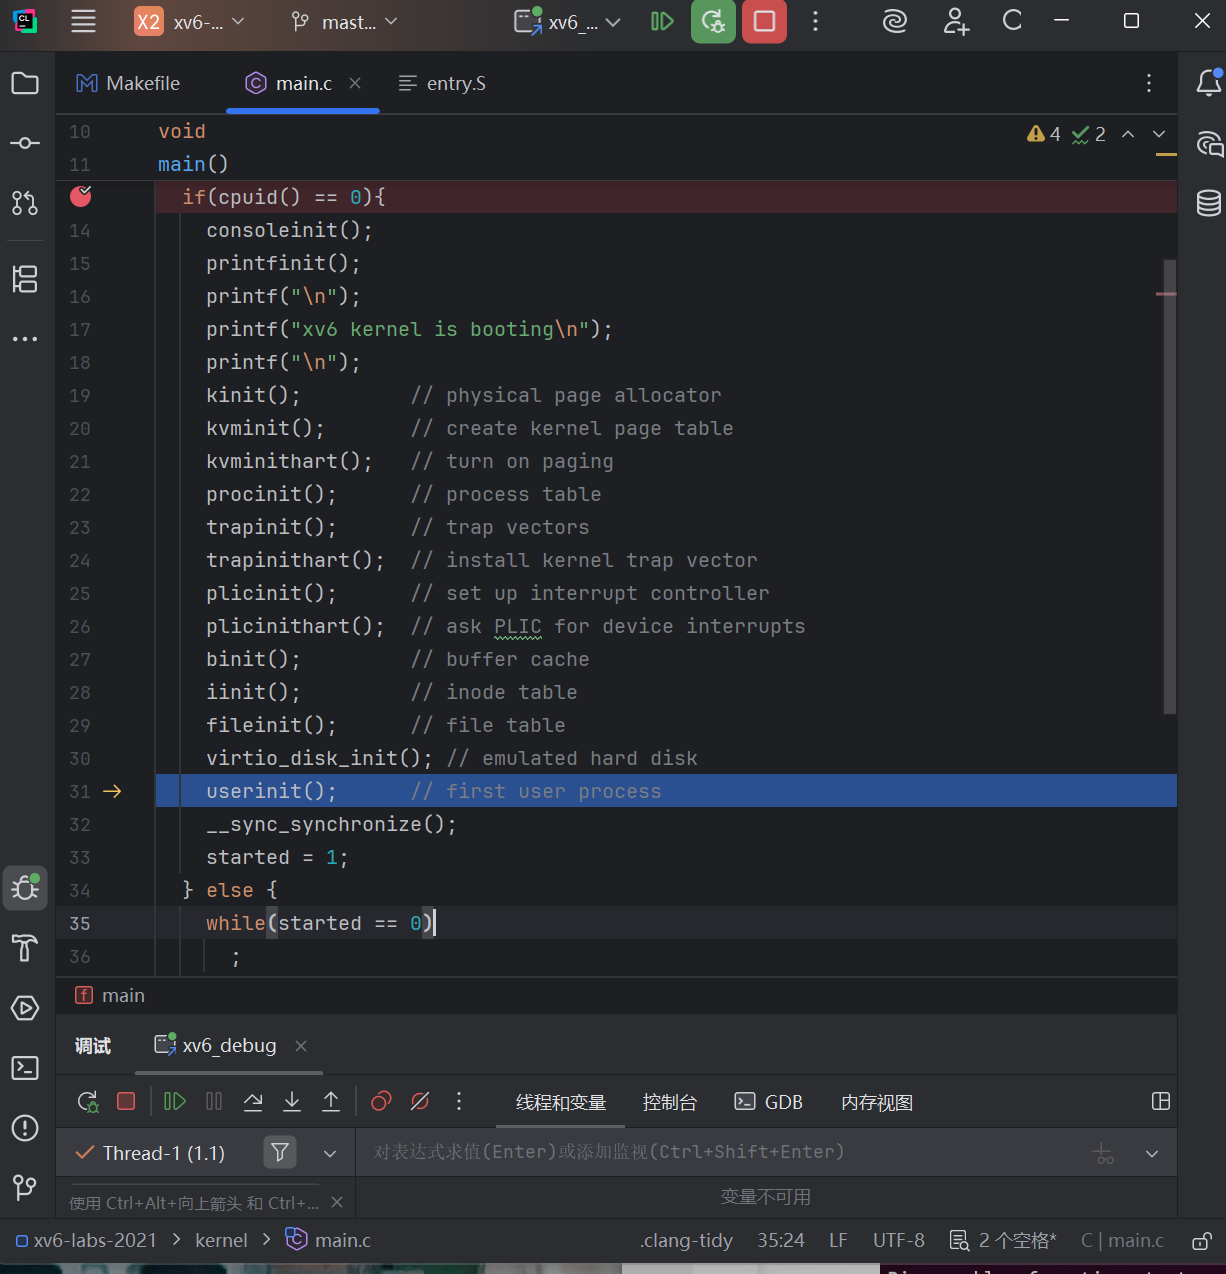 CL X2 xv6-... mast... xv6_...
Makefile main.c entry.S
10 void
11 main()
4 2
if(cpuid() == 0){
14 consoleinit();
15 printfinit();
16 printf("\n");
17 printf("xv6 kernel is booting\n");
18 printf("\n");
19 kinit(); // physical page allocator
20 kvminit(); // create kernel page table
21 kvminithart(); // turn on paging
22 procinit(); // process table
23 trapinit(); // trap vectors
24 trapinithart(); // install kernel trap vector
25 plicinit(); // set up interrupt controller
26 plicinithart(); // ask PLIC for device interrupts
27 binit(); // buffer cache
28 iinit(); // inode table
29 fileinit(); // file table
30 virtio_disk_init(); // emulated hard disk
31 userinit(); // first user process
32 __sync_synchronize();
33 started = 1;
34 } else {
35 while(started == 0)
36 ;
f main
调试 xv6_debug
线程和变量 控制台 GDB 内存视图
Thread-1 (1.1) 对表达式求值(Enter)或添加监视(Ctrl+Shift+Enter)
使用 Ctrl+Alt+向上箭头 和 Ctrl+... 变量不可用
xv6-labs-2021 > kernel > main.c .clang-tidy 35:24 LF UTF-8 2 个空格* C | main.c